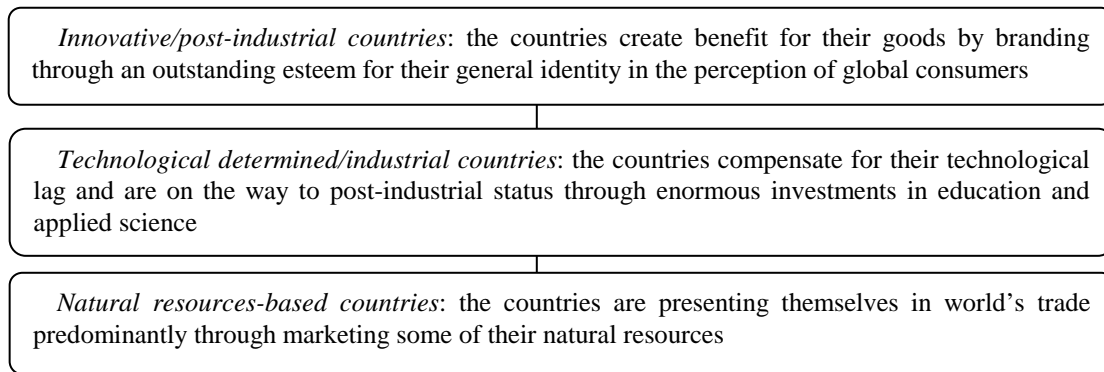 Innovative/post-industrial countries: the countries create benefit for their goods by branding
through an outstanding esteem for their general identity in the perception of global consumers
Technological determined/industrial countries: the countries compensate for their technological
lag and are on the way to post-industrial status through enormous investments in education and
applied science
Natural resources-based countries: the countries are presenting themselves in world's trade
predominantly through marketing some of their natural resources